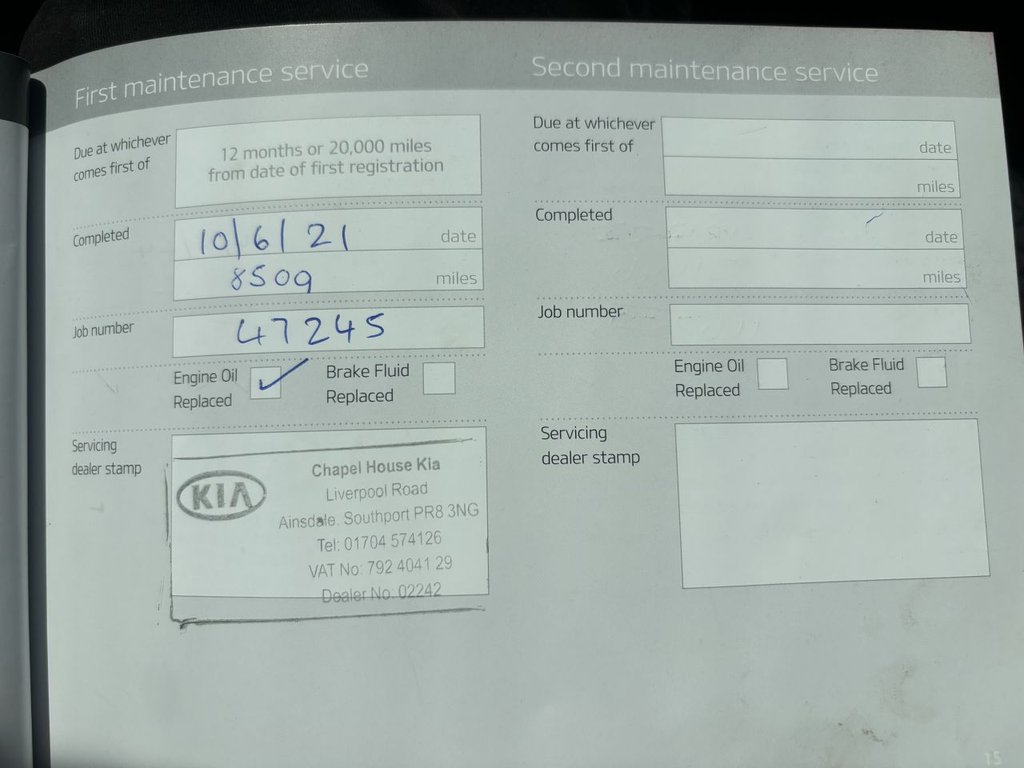 First maintenance service
Due at whichever
comes first of
12 months or 20,000 miles
from date of first registration
Completed
10/6/21 date
8509 miles
Job number
47245
Engine Oil
Replaced
Brake Fluid
Replaced
Servicing
dealer stamp
KIA
Chapel House Kia
Liverpool Road
Ainsdale. Southport PR8 3NG
Tel: 01704 574126
VAT No: 792 4041 29
Dealer No. 02242
Second maintenance service
Due at whichever
comes first of
date
miles
Completed
date
miles
Job number
Engine Oil
Replaced
Brake Fluid
Replaced
Servicing
dealer stamp
15